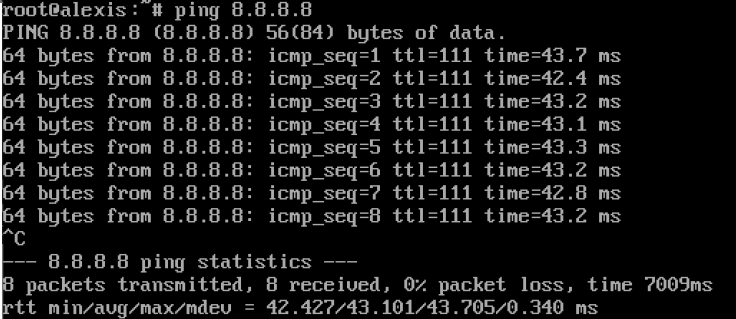 root@alexis:~# ping 8.8.8.8
PING 8.8.8.8 (8.8.8.8) 56(84) bytes of data.
64 bytes from 8.8.8.8: icmp_seq=1 ttl=111 time=43.7 ms
64 bytes from 8.8.8.8: icmp_seq=2 ttl=111 time=42.4 ms
64 bytes from 8.8.8.8: icmp_seq=3 ttl=111 time=43.2 ms
64 bytes from 8.8.8.8: icmp_seq=4 ttl=111 time=43.1 ms
64 bytes from 8.8.8.8: icmp_seq=5 ttl=111 time=43.3 ms
64 bytes from 8.8.8.8: icmp_seq=6 ttl=111 time=43.2 ms
64 bytes from 8.8.8.8: icmp_seq=7 ttl=111 time=42.8 ms
64 bytes from 8.8.8.8: icmp_seq=8 ttl=111 time=43.2 ms
^C
--- 8.8.8.8 ping statistics ---
8 packets transmitted, 8 received, 0% packet loss, time 7009ms
rtt min/avg/max/mdev = 42.427/43.101/43.705/0.340 ms